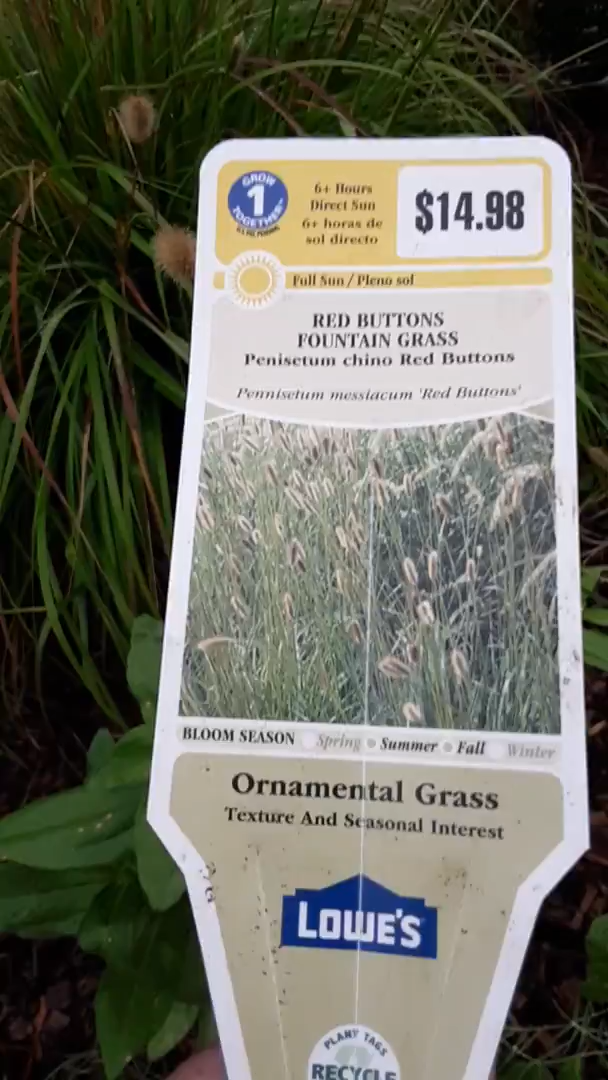 GROW
1
TOGETHER
6+ Hours
Direct Sun
6+ horas de
sol directo
$14.98
Full Sun / Pleno sol
RED BUTTONS
FOUNTAIN GRASS
Penisetum chino Red Buttons
Pennisetum messiacum 'Red Buttons'
BLOOM SEASON Spring Summer Fall Winter
Ornamental Grass
Texture And Seasonal Interest
LOWE'S
PLANT TAGS
RECYCLE